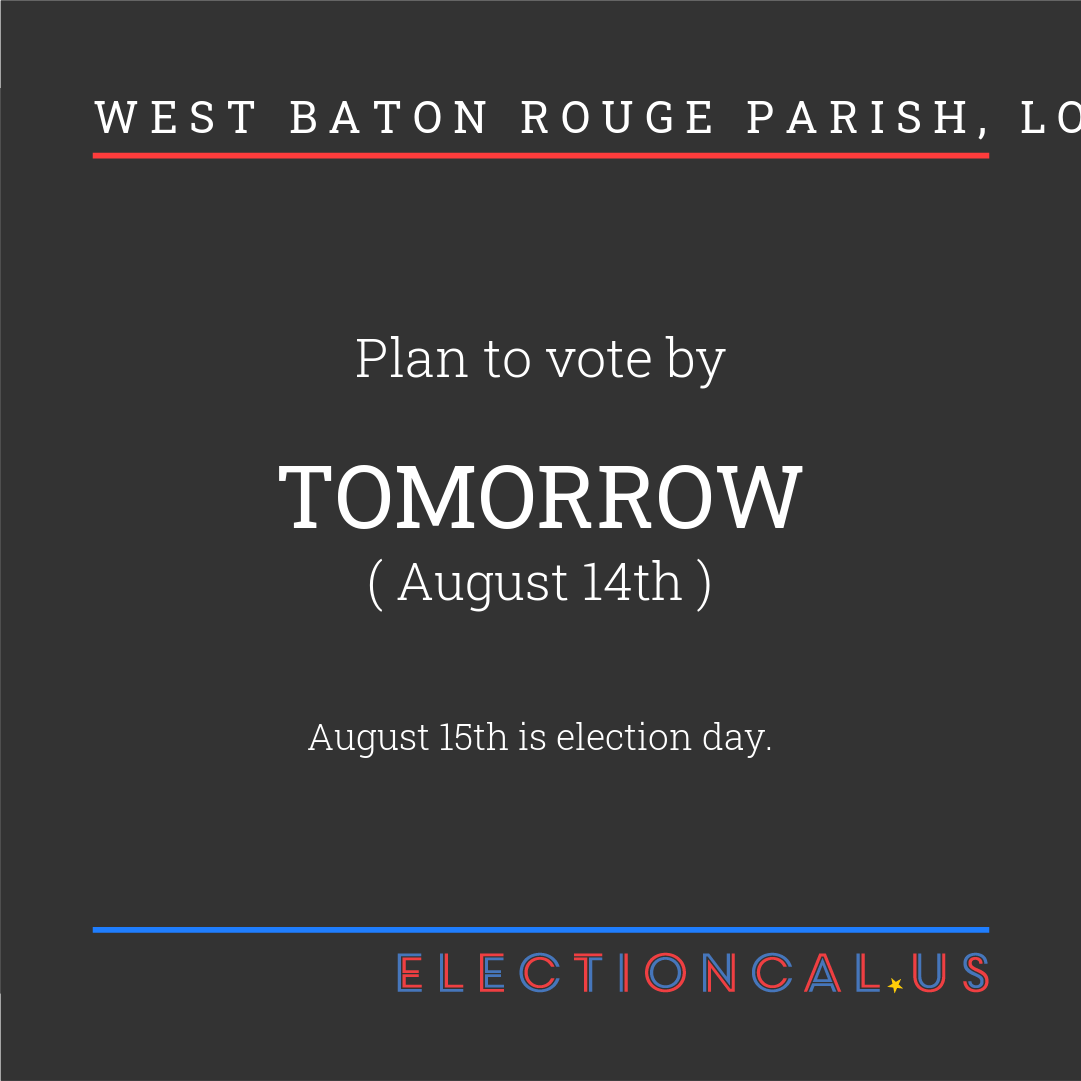 WEST BATON ROUGE PARISH, LO
Plan to vote by
TOMORROW
( August 14th )
August 15th is election day.
ELECTIONCAL.US